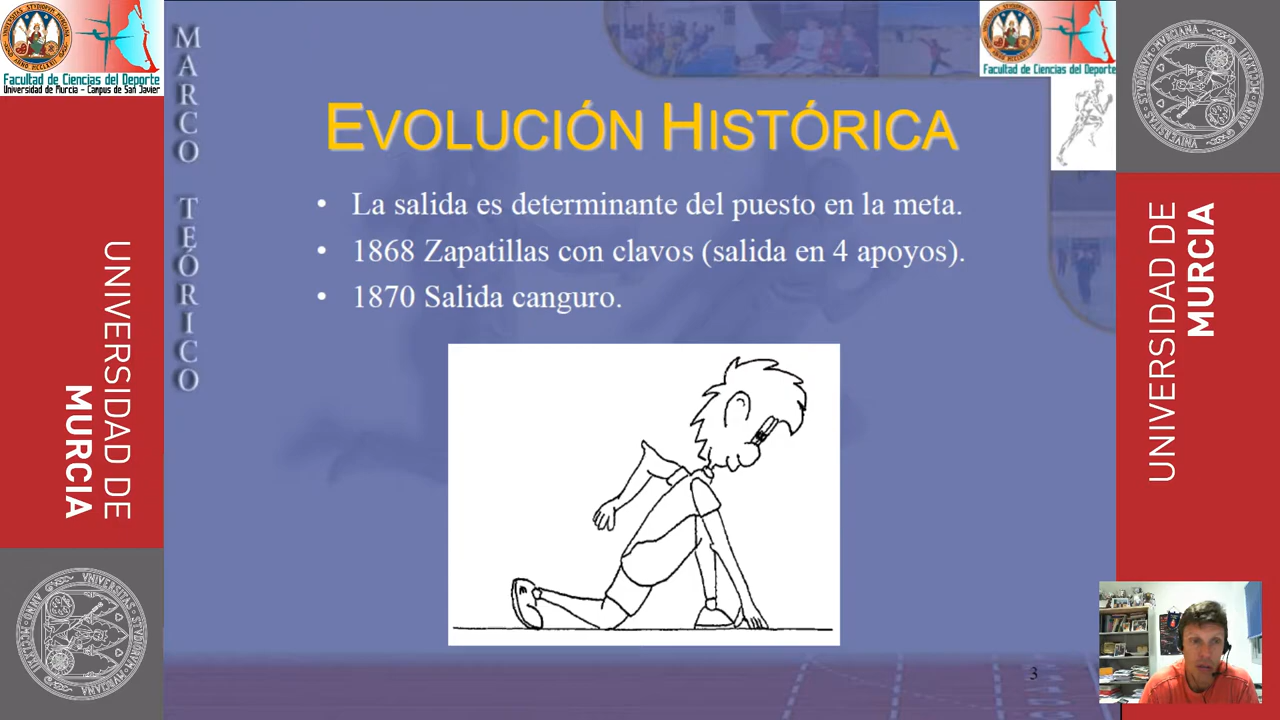 Facultad de Ciencias del Deporte
Universidad de Murcia - Campus de San Javier
MARCO TEÓRICO
Facultad de Ciencias del Deporte
EVOLUCIÓN HISTÓRICA
• La salida es determinante del puesto en la meta.
• 1868 Zapatillas con clavos (salida en 4 apoyos).
• 1870 Salida canguro.
3
UNIVERSIDAD DE
MURCIA
UNIVERSIDAD DE
MURCIA